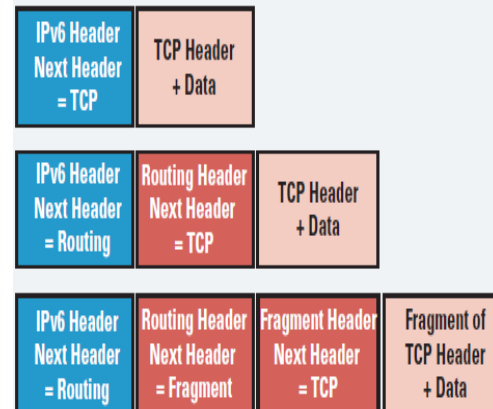 IPv6 Header
Next Header
= TCP
TCP Header
+ Data
IPv6 Header
Next Header
= Routing
Routing Header
Next Header
= TCP
TCP Header
+ Data
IPv6 Header
Next Header
= Routing
Routing Header
Next Header
= Fragment
Fragment Header
Next Header
= TCP
Fragment of
TCP Header
+ Data